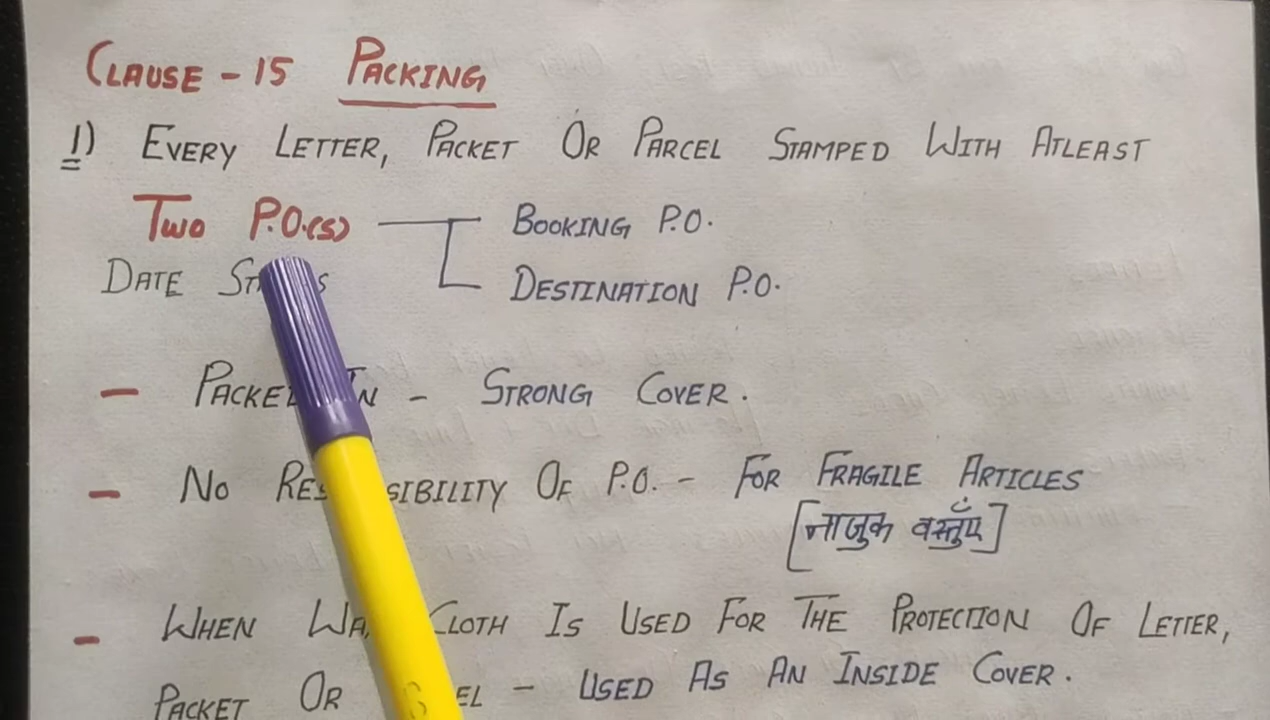 CLAUSE - 15 PACKING
1) EVERY LETTER, PACKET OR PARCEL STAMPED WITH ATLEAST
TWO P.O.(S) BOOKING P.O.
DATE DESTINATION P.O.
- IN - STRONG COVER.
- NO OF P.O. - FOR FRAGILE ARTICLES
[नाजुक वस्तुएँ]
- WHEN CLOTH IS USED FOR THE PROTECTION OF LETTER,
PACKET OR - USED AS AN INSIDE COVER.